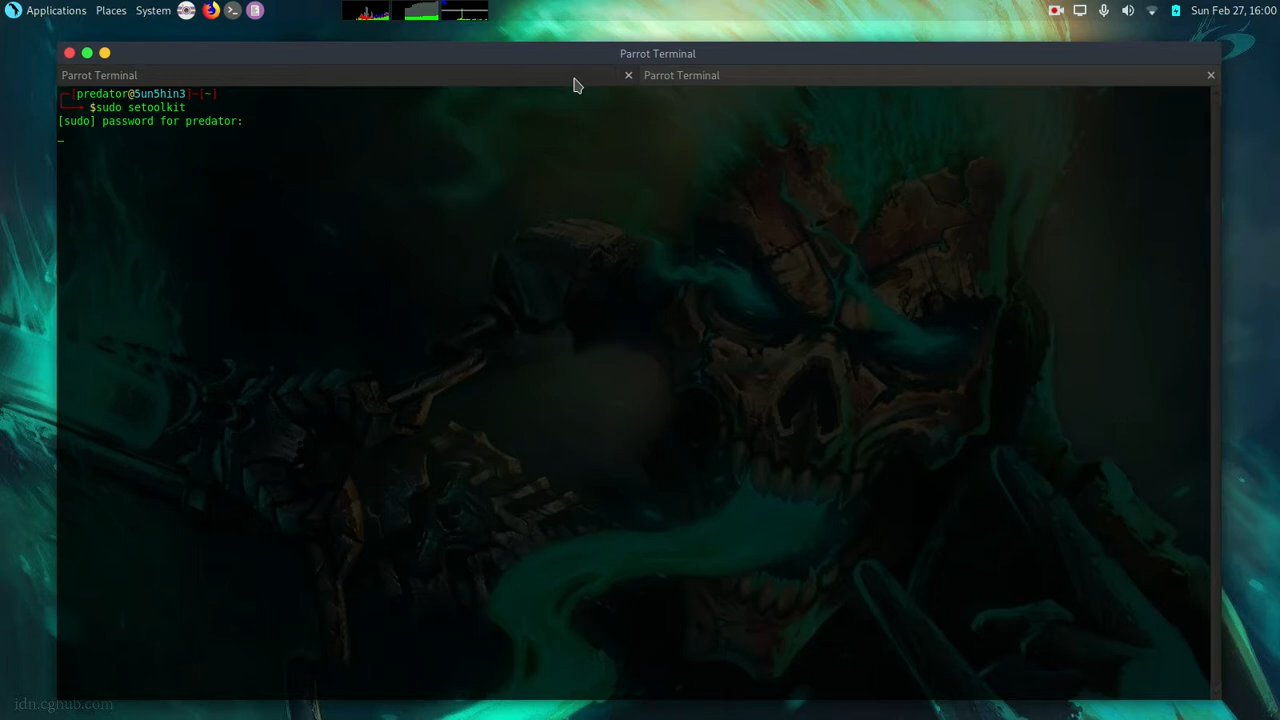 Applications Places System Sun Feb 27, 16:00
Parrot Terminal
Parrot Terminal × Parrot Terminal ×
┌─[predator@5un5hin3]─[~]
└──╼ $sudo setoolkit
[sudo] password for predator:
_
idn.cghub.com